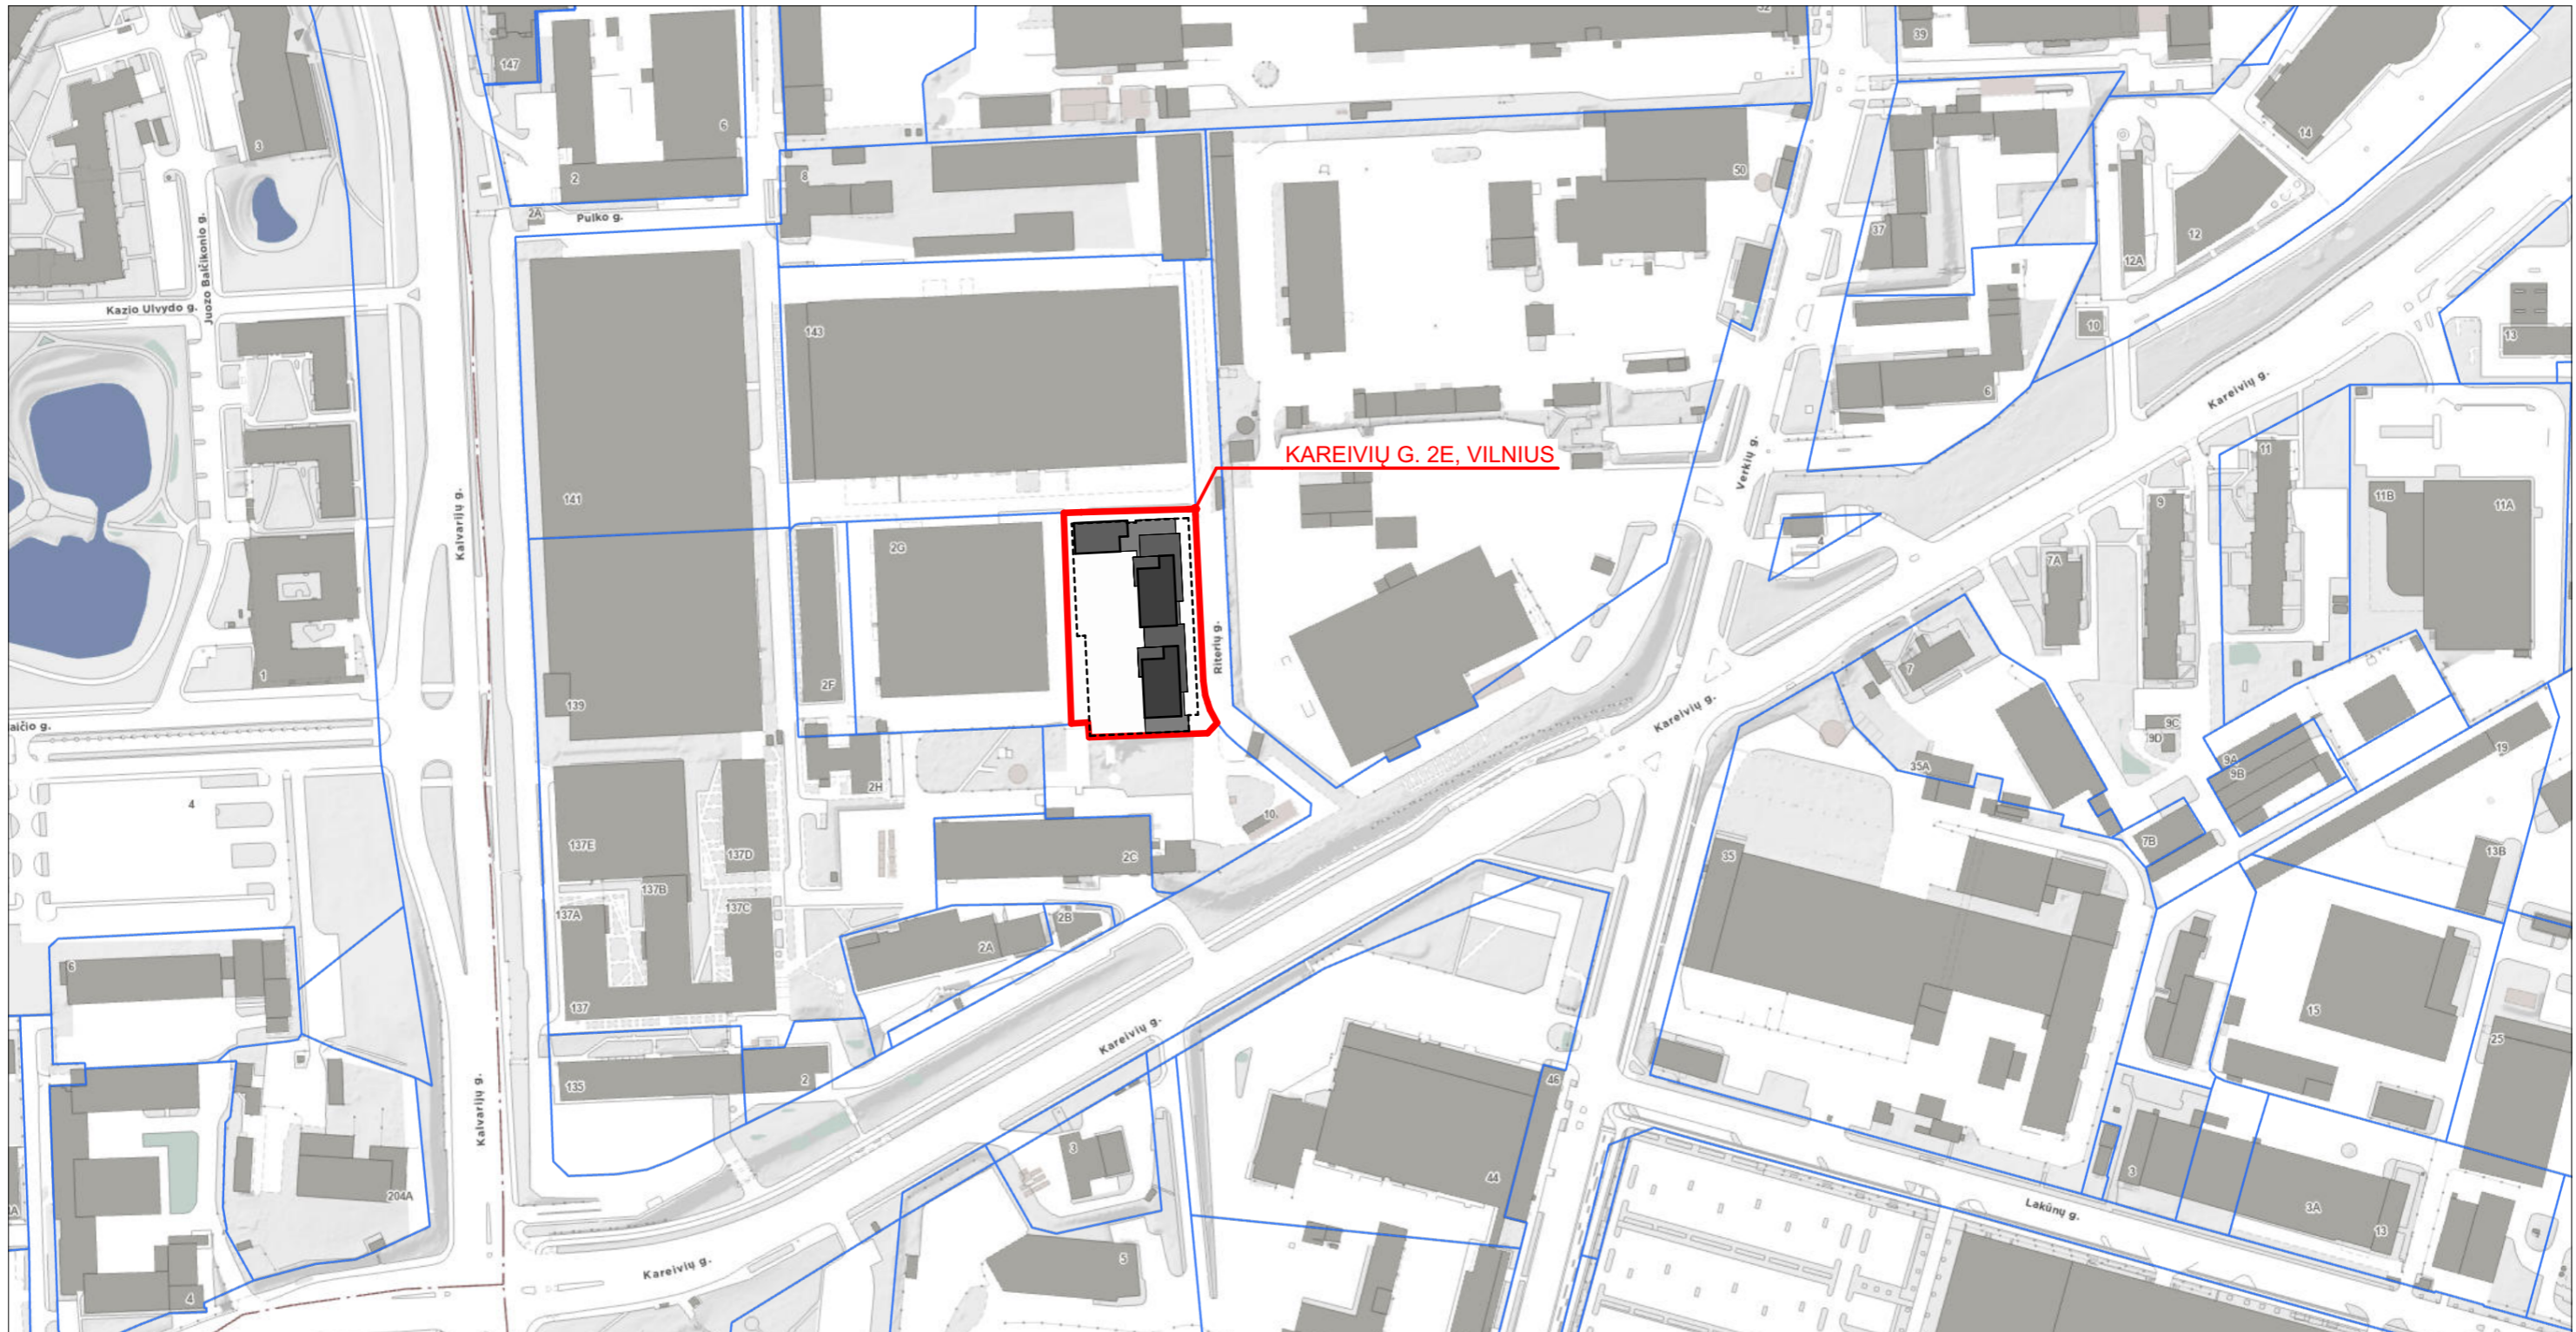 52
39
147
3
6
14
2
8
50
2A
Pulko g.
37
12
12A
Juozo Balčikonio g.
Kazio Ulvydo g.
143
10
13
6
Kareivių g.
KAREIVIŲ G. 2E, VILNIUS
Verkių g.
11
141
Kalvarijų g.
9
11B
11A
2G
4
7A
Riterių g.
1
2F
7
139
Kareivių g.
aičio g.
9C
9D
19
9A
9B
35A
2H
4
10
7B
137E
137D
2C
35
13B
137B
137A
137C
2B
2A
6
137
15
Kareivių g.
25
135
2
46
Kalvarijų g.
3
44
3
204A
3A
Lakūnų g.
13
5
Kareivių g.
4